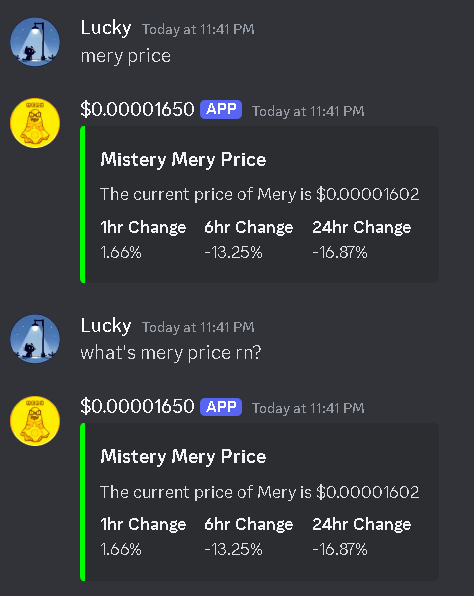 Lucky Today at 11:41 PM
mery price
$0.00001650 APP Today at 11:41 PM
Mistery Mery Price
The current price of Mery is $0.00001602
1hr Change 6hr Change 24hr Change
1.66% -13.25% -16.87%
Lucky Today at 11:41 PM
what's mery price rn?
$0.00001650 APP Today at 11:41 PM
Mistery Mery Price
The current price of Mery is $0.00001602
1hr Change 6hr Change 24hr Change
1.66% -13.25% -16.87%